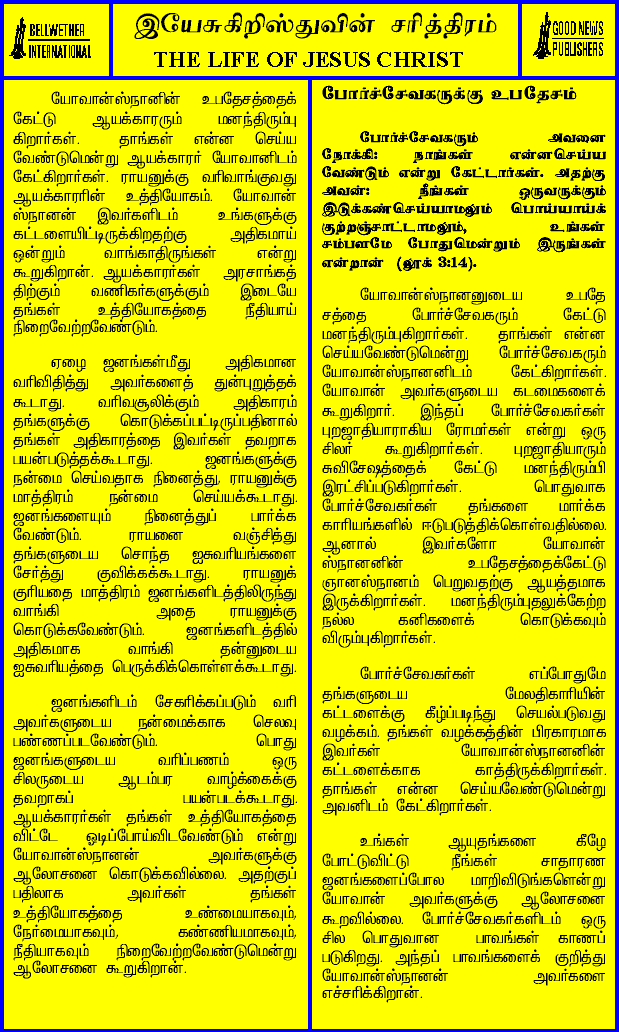 BELLWETHER
INTERNATIONAL
இயேசுகிறிஸ்துவின் சரித்திரம்
THE LIFE OF JESUS CHRIST
GOOD NEWS
PUBLISHERS
யோவான்ஸ்நானின் உபதேசத்தைக்
கேட்டு ஆயக்காரரும் மனந்திரும்பு
கிறார்கள். தாங்கள் என்ன செய்ய
வேண்டுமென்று ஆயக்காரர் யோவானிடம்
கேட்கிறார்கள். ராயனுக்கு வரிவாங்குவது
ஆயக்காரரின் உத்தியோகம். யோவான்
ஸ்நானன் இவர்களிடம் உங்களுக்கு
கட்டளையிட்டிருக்கிறதற்கு அதிகமாய்
ஒன்றும் வாங்காதிருங்கள் என்று
கூறுகிறான். ஆயக்காரர்கள் அரசாங்கத்
திற்கும் வணிகர்களுக்கும் இடையே
தங்கள் உத்தியோகத்தை நீதியாய்
நிறைவேற்றவேண்டும்.
ஏழை ஜனங்கள்மீது அதிகமான
வரிவிதித்து அவர்களைத் துன்புறுத்தக்
கூடாது. வரிவசூலிக்கும் அதிகாரம்
தங்களுக்கு கொடுக்கப்பட்டிருப்பதினால்
தங்கள் அதிகாரத்தை இவர்கள் தவறாக
பயன்படுத்தக்கூடாது. ஜனங்களுக்கு
நன்மை செய்வதாக நினைத்து, ராயனுக்கு
மாத்திரம் நன்மை செய்யக்கூடாது.
ஜனங்களையும் நினைத்துப் பார்க்க
வேண்டும். ராயனை வஞ்சித்து
தங்களுடைய சொந்த ஐசுவரியங்களை
சேர்த்து குவிக்கக்கூடாது. ராயனுக்
குரியதை மாத்திரம் ஜனங்களிடத்திலிருந்து
வாங்கி அதை ராயனுக்கு
கொடுக்கவேண்டும். ஜனங்களிடத்தில்
அதிகமாக வாங்கி தன்னுடைய
ஐசுவரியத்தை பெருக்கிக்கொள்ளக்கூடாது.
ஜனங்களிடம் சேகரிக்கப்படும் வரி
அவர்களுடைய நன்மைக்காக செலவு
பண்ணப்படவேண்டும். பொது
ஜனங்களுடைய வரிப்பணம் ஒரு
சிலருடைய ஆடம்பர வாழ்க்கைக்கு
தவறாகப் பயன்படக்கூடாது.
ஆயக்காரர்கள் தங்கள் உத்தியோகத்தை
விட்டே ஓடிப்போய்விடவேண்டும் என்று
யோவான்ஸ்நானன் அவர்களுக்கு
ஆலோசனை கொடுக்கவில்லை. அதற்குப்
பதிலாக அவர்கள் தங்கள்
உத்தியோகத்தை உண்மையாகவும்,
நேர்மையாகவும், கண்ணியமாகவும்,
நீதியாகவும் நிறைவேற்றவேண்டுமென்று
ஆலோசனை கூறுகிறான்.
போர்ச்சேவகருக்கு உபதேசம்
போர்ச்சேவகரும் அவனை
நோக்கி: நாங்கள் என்னசெய்ய
வேண்டும் என்று கேட்டார்கள். அதற்கு
அவன்: நீங்கள் ஒருவருக்கும்
இடுக்கண்செய்யாமலும் பொய்யாய்க்
குற்றஞ்சாட்டாமலும், உங்கள்
சம்பளமே போதுமென்றும் இருங்கள்
என்றான் (லூக் 3:14).
யோவான்ஸ்நானனுடைய உபதே
சத்தை போர்ச்சேவகரும் கேட்டு
மனந்திரும்புகிறார்கள். தாங்கள் என்ன
செய்யவேண்டுமென்று போர்ச்சேவகரும்
யோவான்ஸ்நானனிடம் கேட்கிறார்கள்.
யோவான் அவர்களுடைய கடமைகளைக்
கூறுகிறார். இந்தப் போர்ச்சேவகர்கள்
புறஜாதியாராகிய ரோமர்கள் என்று ஒரு
சிலர் கூறுகிறார்கள். புறஜாதியாரும்
சுவிசேஷத்தைக் கேட்டு மனந்திரும்பி
இரட்சிப்படுகிறார்கள். பொதுவாக
போர்ச்சேவகர்கள் தங்களை மார்க்க
காரியங்களில் ஈடுபடுத்திக்கொள்வதில்லை.
ஆனால் இவர்களோ யோவான்
ஸ்நானனின் உபதேசத்தைக்கேட்டு
ஞானஸ்நானம் பெறுவதற்கு ஆயத்தமாக
இருக்கிறார்கள். மனந்திரும்புதலுக்கேற்ற
நல்ல கனிகளைக் கொடுக்கவும்
விரும்புகிறார்கள்.
போர்ச்சேவகர்கள் எப்போதுமே
தங்களுடைய மேலதிகாரியின்
கட்டளைக்கு கீழ்ப்படிந்து செயல்படுவது
வழக்கம். தங்கள் வழக்கத்தின் பிரகாரமாக
இவர்கள் யோவான்ஸ்நானனின்
கட்டளைக்காக காத்திருக்கிறார்கள்.
தாங்கள் என்ன செய்யவேண்டுமென்று
அவனிடம் கேட்கிறார்கள்.
உங்கள் ஆயுதங்களை கீழே
போட்டுவிட்டு நீங்கள் சாதாரண
ஜனங்களைப்போல மாறிவிடுங்களென்று
யோவான் அவர்களுக்கு ஆலோசனை
கூறவில்லை. போர்ச்சேவகர்களிடம் ஒரு
சில பொதுவான பாவங்கள் காணப்
படுகிறது. அந்தப் பாவங்களைக் குறித்து
யோவான்ஸ்நானன் அவர்களை
எச்சரிக்கிறான்.